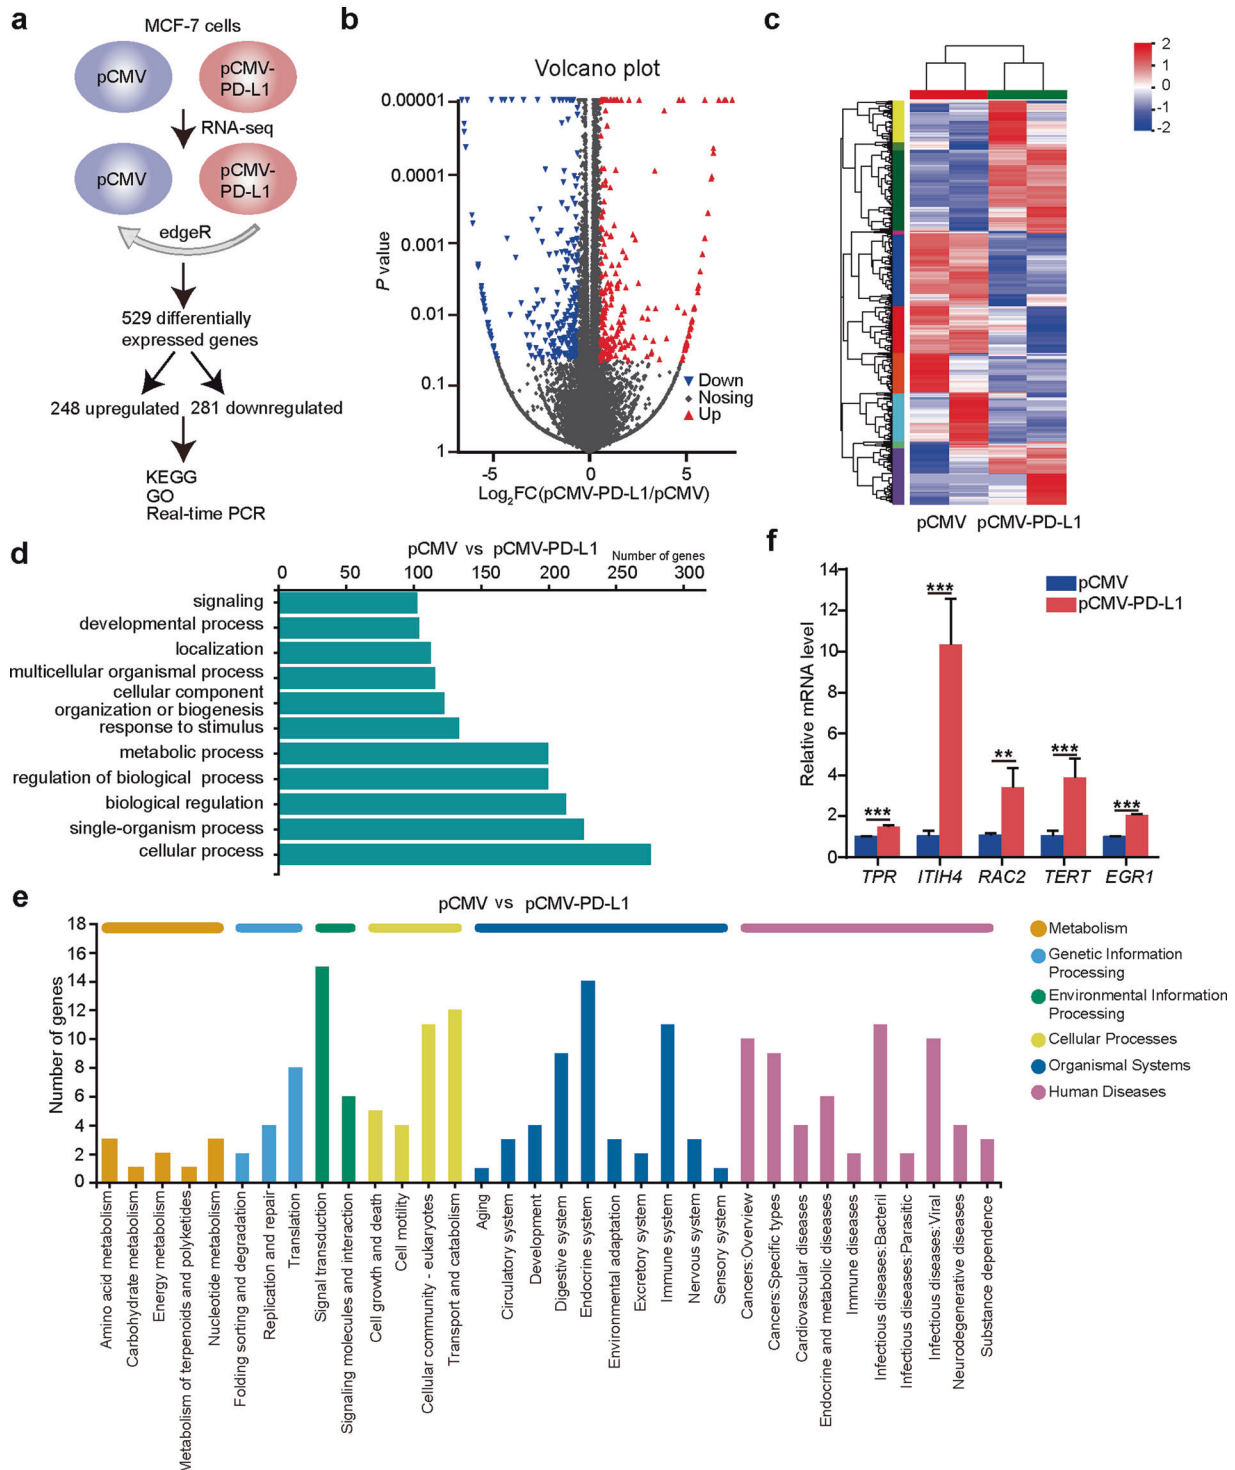 a
MCF-7 cells
pCMV
pCMV-
PD-L1
RNA-seq
pCMV
pCMV-
PD-L1
edgeR
529 differentially
expressed genes
248 upregulated
281 downregulated
KEGG
GO
Real-time PCR
b
Volcano plot
P value
0.00001
0.0001
0.001
0.01
0.1
1
-5
0
5
Down
Nosing
Up
Log2FC(pCMV-PD-L1/pCMV)
c
2
1
0
-1
-2
pCMV
pCMV-PD-L1
d
pCMV vs pCMV-PD-L1
Number of genes
0
50
100
150
200
250
300
signaling
developmental process
localization
multicellular organismal process
cellular component
organization or biogenesis
response to stimulus
metabolic process
regulation of biological process
biological regulation
single-organism process
cellular process
f
Relative mRNA level
14
12
10
8
6
4
2
0
pCMV
pCMV-PD-L1
***
***
**
***
***
TPR
ITIH4
RAC2
TERT
EGR1
e
pCMV vs pCMV-PD-L1
Number of genes
18
16
14
12
10
8
6
4
2
0
Metabolism
Genetic Information
Processing
Environmental Information
Processing
Cellular Processes
Organismal Systems
Human Diseases
Amino acid metabolism
Carbohydrate metabolism
Energy metabolism
Metabolism of terpenoids and polyketides
Nucleotide metabolism
Folding sorting and degradation
Replication and repair
Translation
Signal transduction
Signaling molecules and interaction
Cell growth and death
Cell motility
Cellular community - eukaryotes
Transport and catabolism
Aging
Circulatory system
Development
Digestive system
Endocrine system
Environmental adaptation
Excretory system
Immune system
Nervous system
Sensory system
Cancers:Overview
Cancers:Specific types
Cardiovascular diseases
Endocrine and metabolic diseases
Immune diseases
Infectious diseases:Bacteril
Infectious diseases:Parasitic
Infectious diseases:Viral
Neurodegenerative diseases
Substance dependence